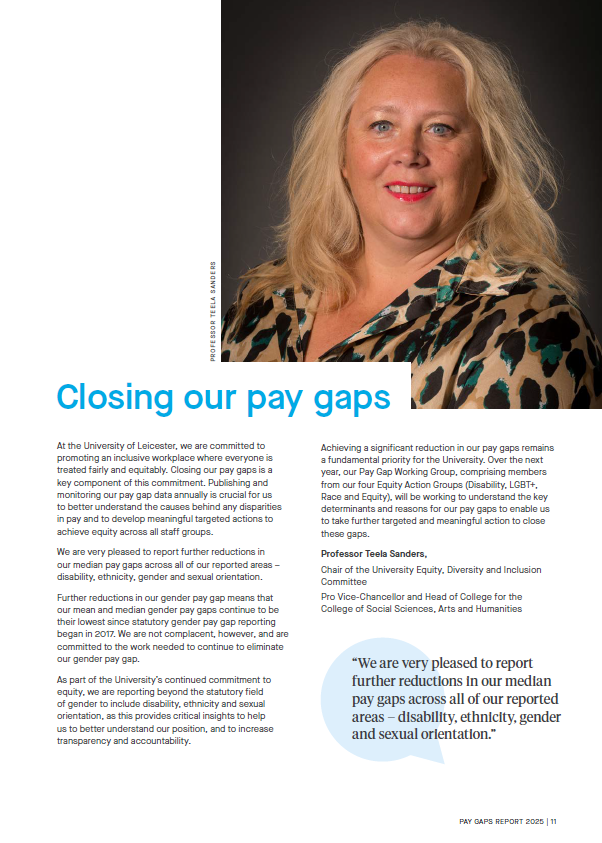 PROFESSOR TEELA SANDERS
Closing our pay gaps
At the University of Leicester, we are committed to
promoting an inclusive workplace where everyone is
treated fairly and equitably. Closing our pay gaps is a
key component of this commitment. Publishing and
monitoring our pay gap data annually is crucial for us
to better understand the causes behind any disparities
in pay and to develop meaningful targeted actions to
achieve equity across all staff groups.
We are very pleased to report further reductions in
our median pay gaps across all of our reported areas –
disability, ethnicity, gender and sexual orientation.
Further reductions in our gender pay gap means that
our mean and median gender pay gaps continue to be
their lowest since statutory gender pay gap reporting
began in 2017. We are not complacent, however, and are
committed to the work needed to continue to eliminate
our gender pay gap.
As part of the University's continued commitment to
equity, we are reporting beyond the statutory field
of gender to include disability, ethnicity and sexual
orientation, as this provides critical insights to help
us to better understand our position, and to increase
transparency and accountability.
Achieving a significant reduction in our pay gaps remains
a fundamental priority for the University. Over the next
year, our Pay Gap Working Group, comprising members
from our four Equity Action Groups (Disability, LGBT+,
Race and Equity), will be working to understand the key
determinants and reasons for our pay gaps to enable us
to take further targeted and meaningful action to close
these gaps.
Professor Teela Sanders,
Chair of the University Equity, Diversity and Inclusion
Committee
Pro Vice-Chancellor and Head of College for the
College of Social Sciences, Arts and Humanities
“We are very pleased to report
further reductions in our median
pay gaps across all of our reported
areas – disability, ethnicity, gender
and sexual orientation.”
PAY GAPS REPORT 2025 | 11